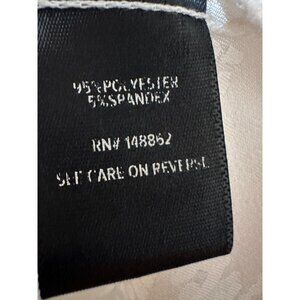 95% POLYESTER
5% SPANDEX
RN# 148862
SEE CARE ON REVERSE